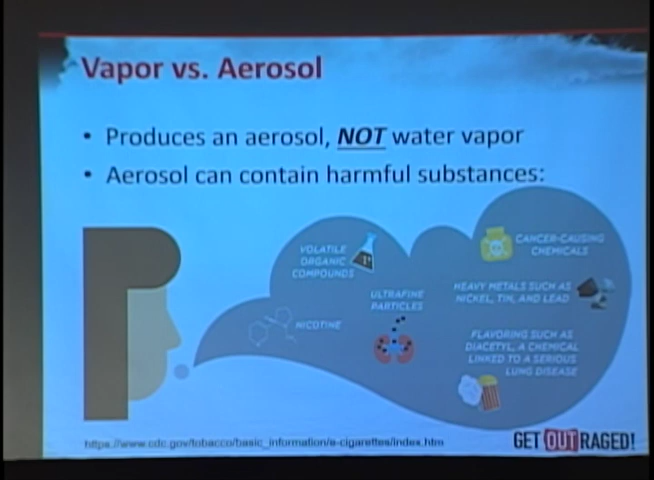 Vapor vs. Aerosol
• Produces an aerosol, NOT water vapor
• Aerosol can contain harmful substances:
VOLATILE
ORGANIC
COMPOUNDS
CANCER-CAUSING
CHEMICALS
ULTRAFINE
PARTICLES
HEAVY METALS SUCH AS
NICKEL, TIN, AND LEAD
NICOTINE
FLAVORING SUCH AS
DIACETYL, A CHEMICAL
LINKED TO A SERIOUS
LUNG DISEASE
https://www.cdc.gov/tobacco/basic_information/e-cigarettes/index.htm
GET OUTRAGED!